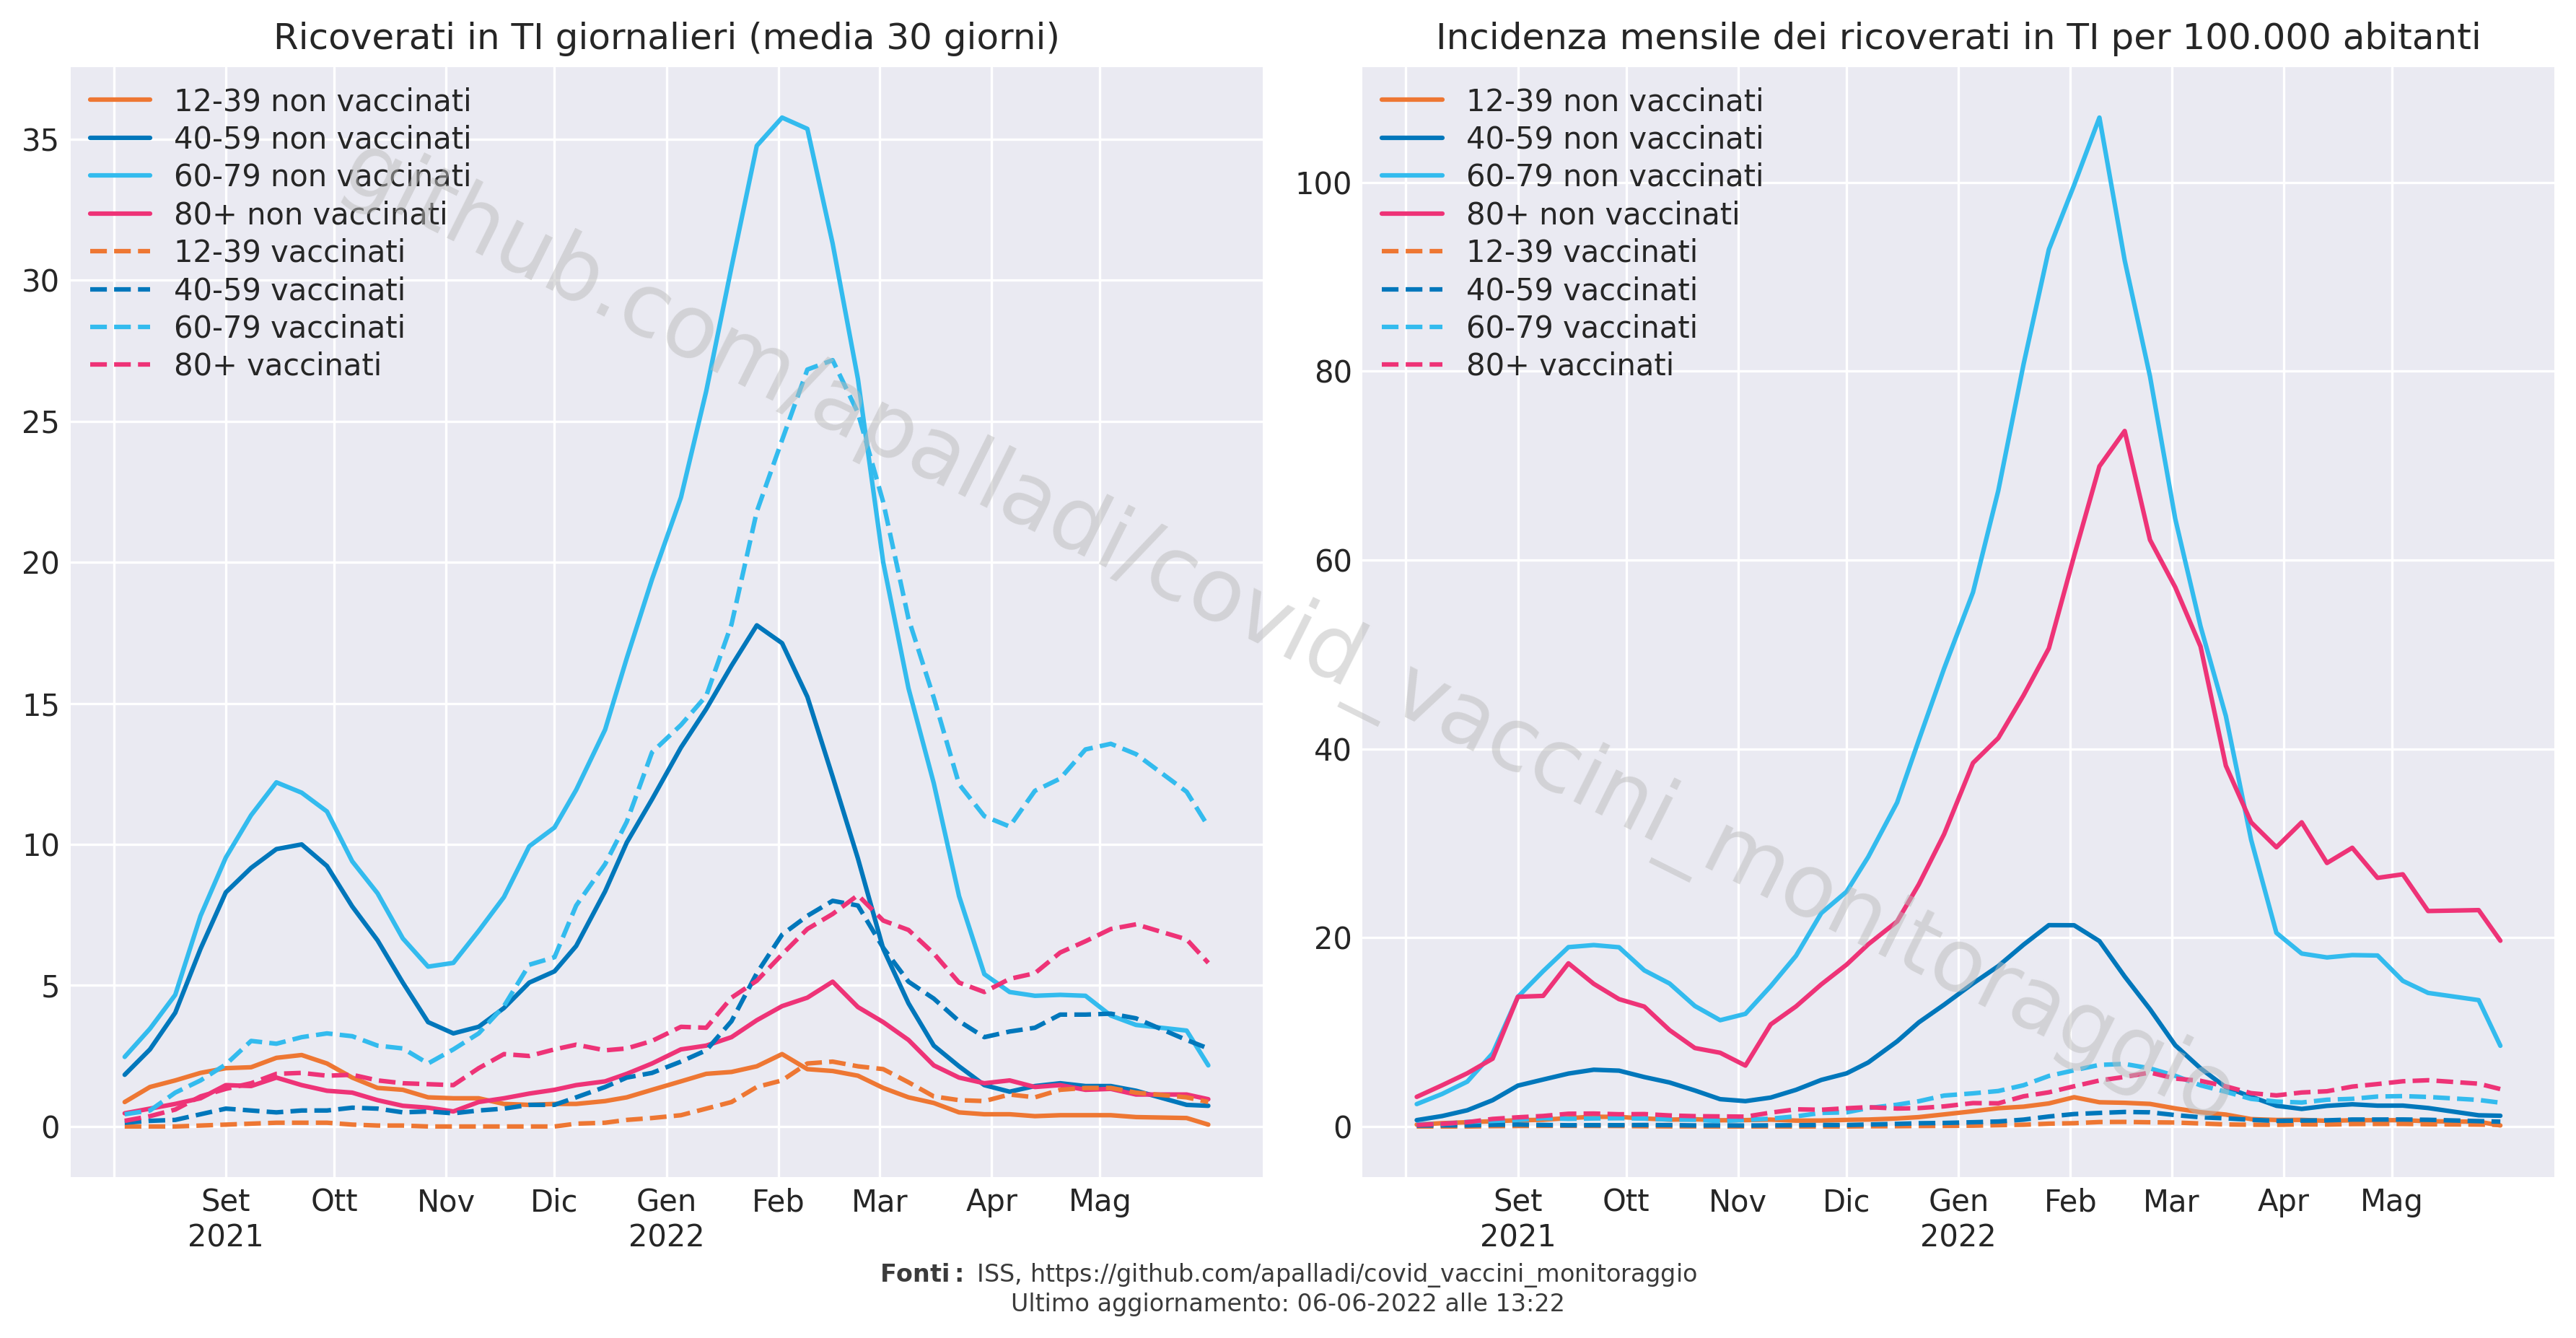 Ricoverati in TI giornalieri (media 30 giorni)
12-39 non vaccinati
40-59 non vaccinati
60-79 non vaccinati
80+ non vaccinati
12-39 vaccinati
40-59 vaccinati
60-79 vaccinati
80+ vaccinati
35
30
25
20
15
10
5
0
Set Ott Nov Dic Gen Feb Mar Apr Mag
2021 2022
Incidenza mensile dei ricoverati in TI per 100.000 abitanti
12-39 non vaccinati
40-59 non vaccinati
60-79 non vaccinati
80+ non vaccinati
12-39 vaccinati
40-59 vaccinati
60-79 vaccinati
80+ vaccinati
100
80
60
40
20
0
Set Ott Nov Dic Gen Feb Mar Apr Mag
2021 2022
github.com/apalladi/covid_vaccini_monitoraggio
Fonti: ISS, https://github.com/apalladi/covid_vaccini_monitoraggio
Ultimo aggiornamento: 06-06-2022 alle 13:22